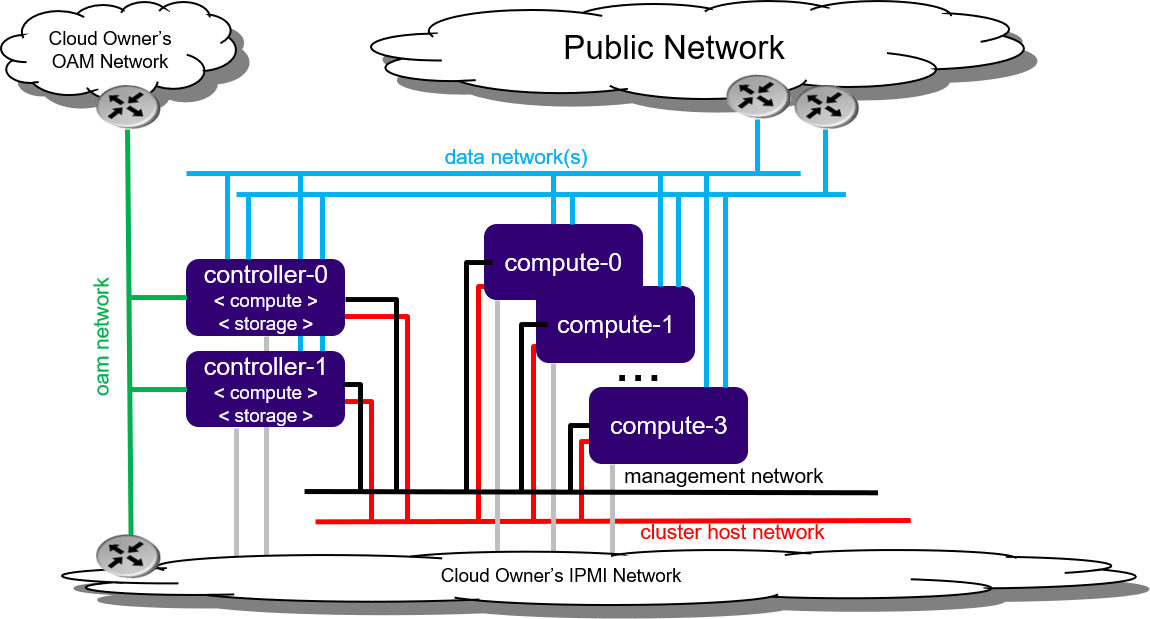 Cloud Owner's
OAM Network
Public Network
data network(s)
oam network
controller-0
< compute >
< storage >
controller-1
< compute >
< storage >
compute-0
compute-1
...
compute-3
management network
cluster host network
Cloud Owner's IPMI Network